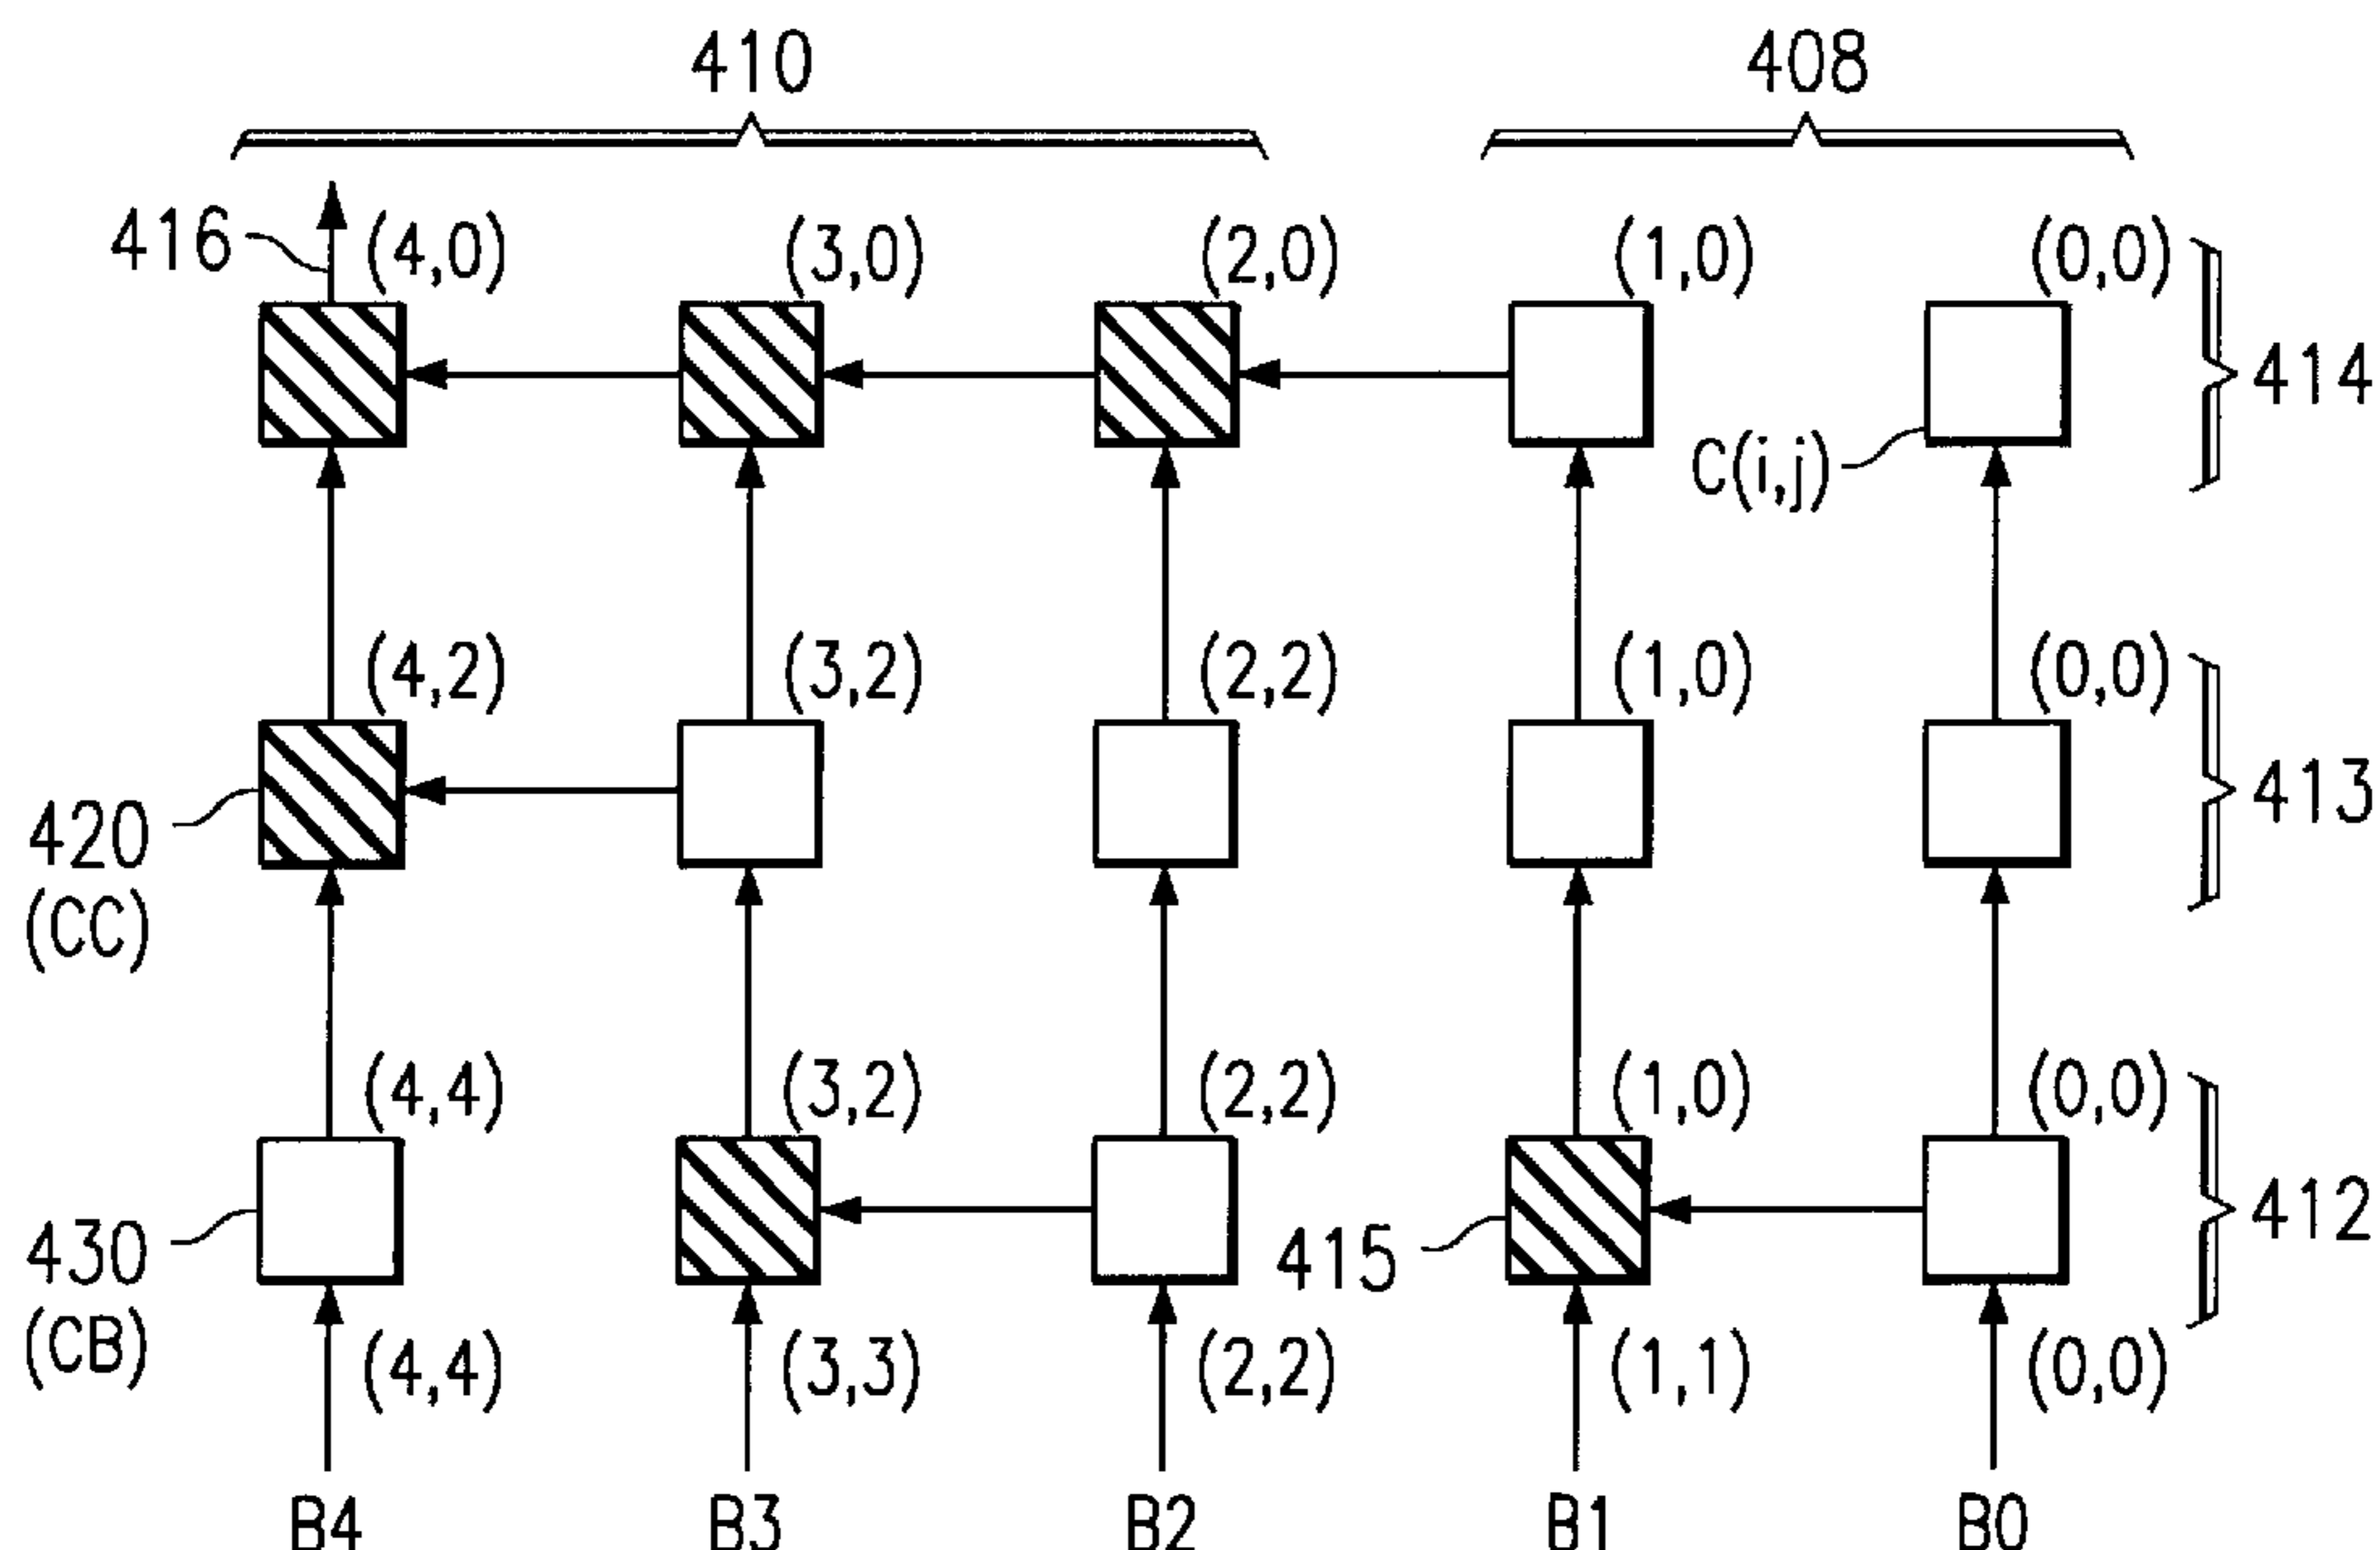 410 408
416 (4,0) (3,0) (2,0) (1,0) (0,0)
414
C(i,j)
(4,2) (3,2) (2,2) (1,0) (0,0)
413
420
(CC)
(4,4) (3,2) (2,2) (1,0) (0,0)
412
430 415
(CB)
(4,4) (3,3) (2,2) (1,1) (0,0)
B4 B3 B2 B1 B0